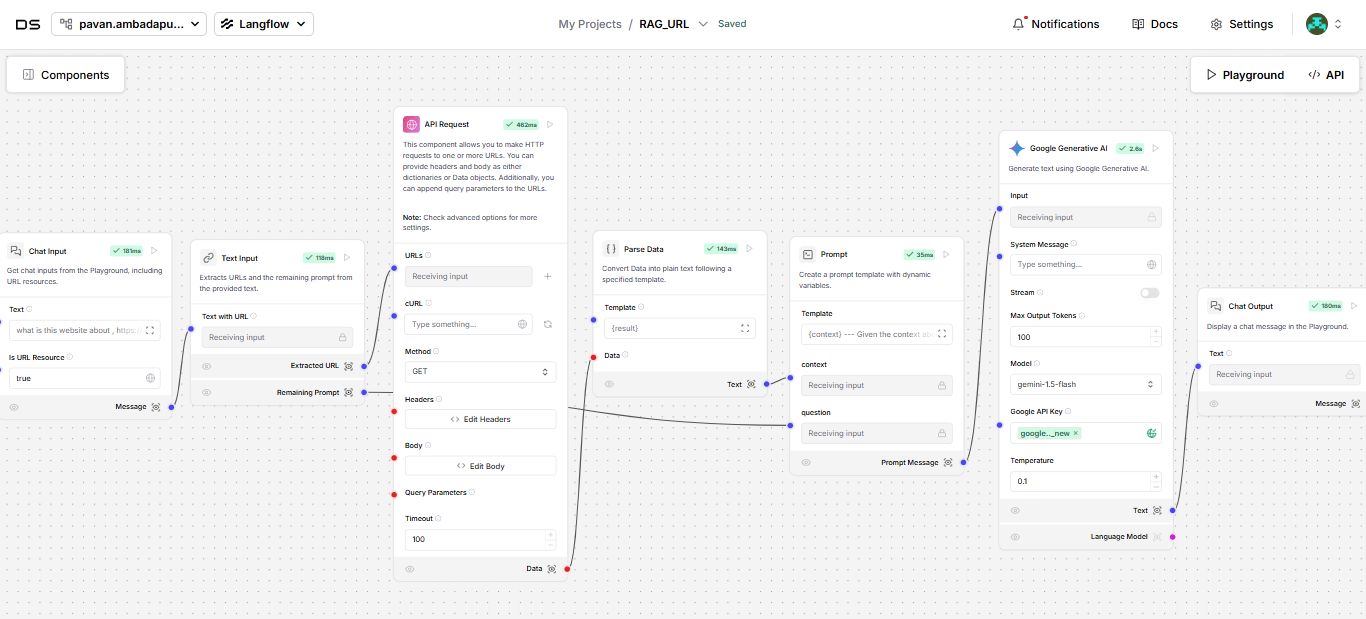 DS
pavan.ambadapu...
Langflow
My Projects / RAG_URL
Saved
Notifications
Docs
Settings
Components
Playground
API
Chat Input
181ms
Get chat inputs from the Playground, including
URL resources.
Text
what is this website about , https:
Is URL Resource
true
Message
Text Input
118ms
Extracts URLs and the remaining prompt from
the provided text.
Text with URL
Receiving input
Extracted URL
Remaining Prompt
API Request
462ms
This component allows you to make HTTP
requests to one or more URLs. You can
provide headers and body as either
dictionaries or Data objects. Additionally, you
can append query parameters to the URLs.
Note: Check advanced options for more
settings.
URLs
Receiving input
cURL
Type something...
Method
GET
Headers
Edit Headers
Body
Edit Body
Query Parameters
Timeout
100
Data
Parse Data
143ms
Convert Data into plain text following a
specified template.
Template
{result}
Data
Text
Prompt
35ms
Create a prompt template with dynamic
variables.
Template
{context} --- Given the context abo
context
Receiving input
question
Receiving input
Prompt Message
Google Generative AI
2.6s
Generate text using Google Generative AI.
Input
Receiving input
System Message
Type something...
Stream
Max Output Tokens
100
Model
gemini-1.5-flash
Google API Key
google..._new ×
Temperature
0.1
Text
Language Model
Chat Output
180ms
Display a chat message in the Playground.
Text
Receiving input
Message